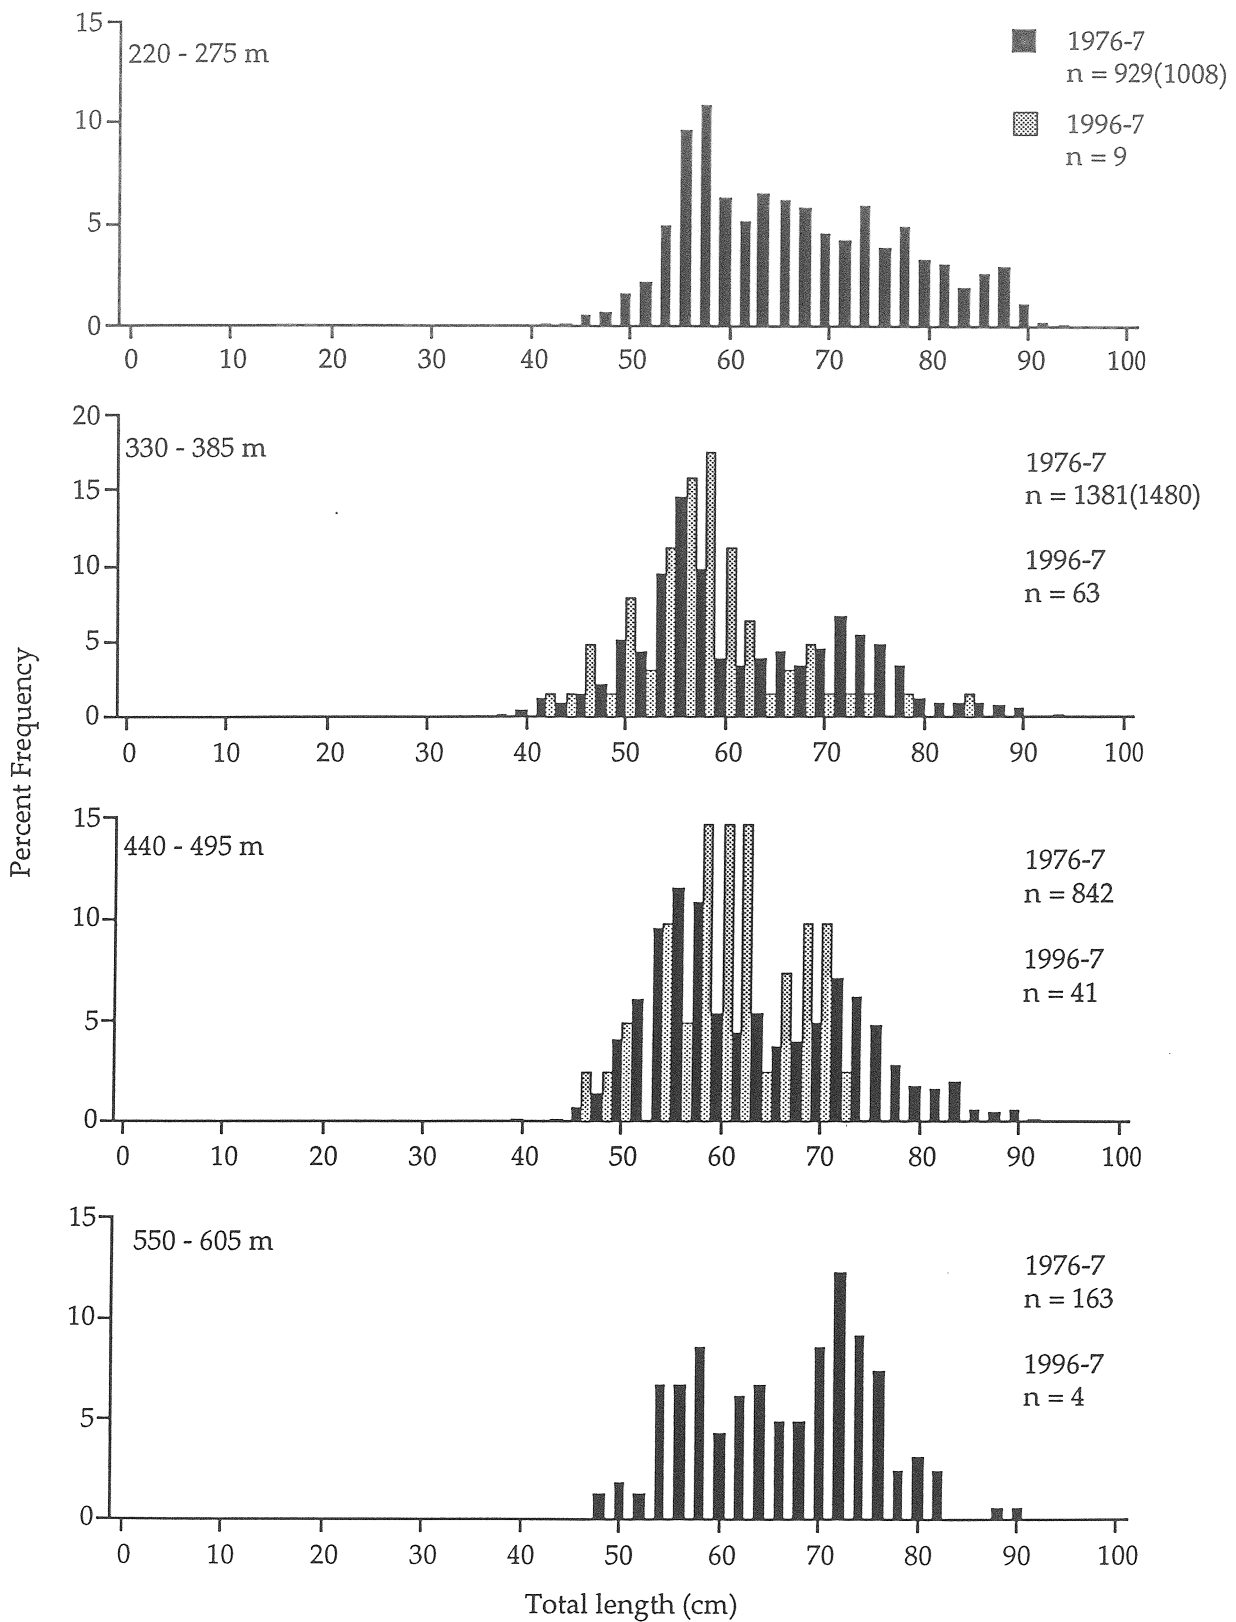 15
220 - 275 m
1976-7
n = 929(1008)
10
1996-7
n = 9
5
0
0 10 20 30 40 50 60 70 80 90 100
20
330 - 385 m
1976-7
15
n = 1381(1480)
10
1996-7
n = 63
5
0
0 10 20 30 40 50 60 70 80 90 100
Percent Frequency
15
440 - 495 m
1976-7
n = 842
10
1996-7
n = 41
5
0
0 10 20 30 40 50 60 70 80 90 100
15
550 - 605 m
1976-7
n = 163
10
1996-7
n = 4
5
0
0 10 20 30 40 50 60 70 80 90 100
Total length (cm)